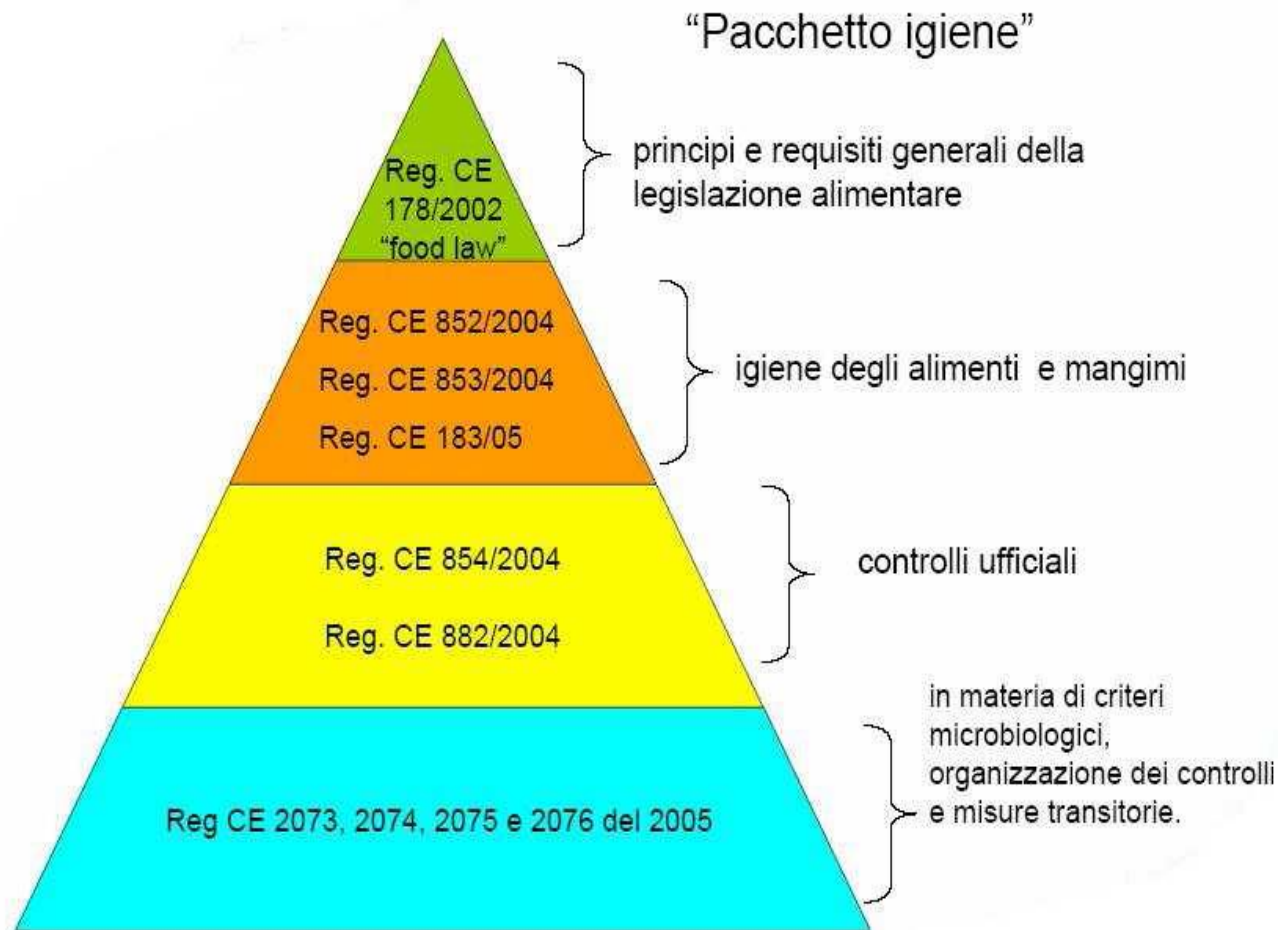 “Pacchetto igiene”
Reg. CE
178/2002
“food law”
principi e requisiti generali della
legislazione alimentare
Reg. CE 852/2004
Reg. CE 853/2004
Reg. CE 183/05
igiene degli alimenti e mangimi
Reg. CE 854/2004
Reg. CE 882/2004
controlli ufficiali
Reg CE 2073, 2074, 2075 e 2076 del 2005
in materia di criteri
microbiologici,
organizzazione dei controlli
e misure transitorie.